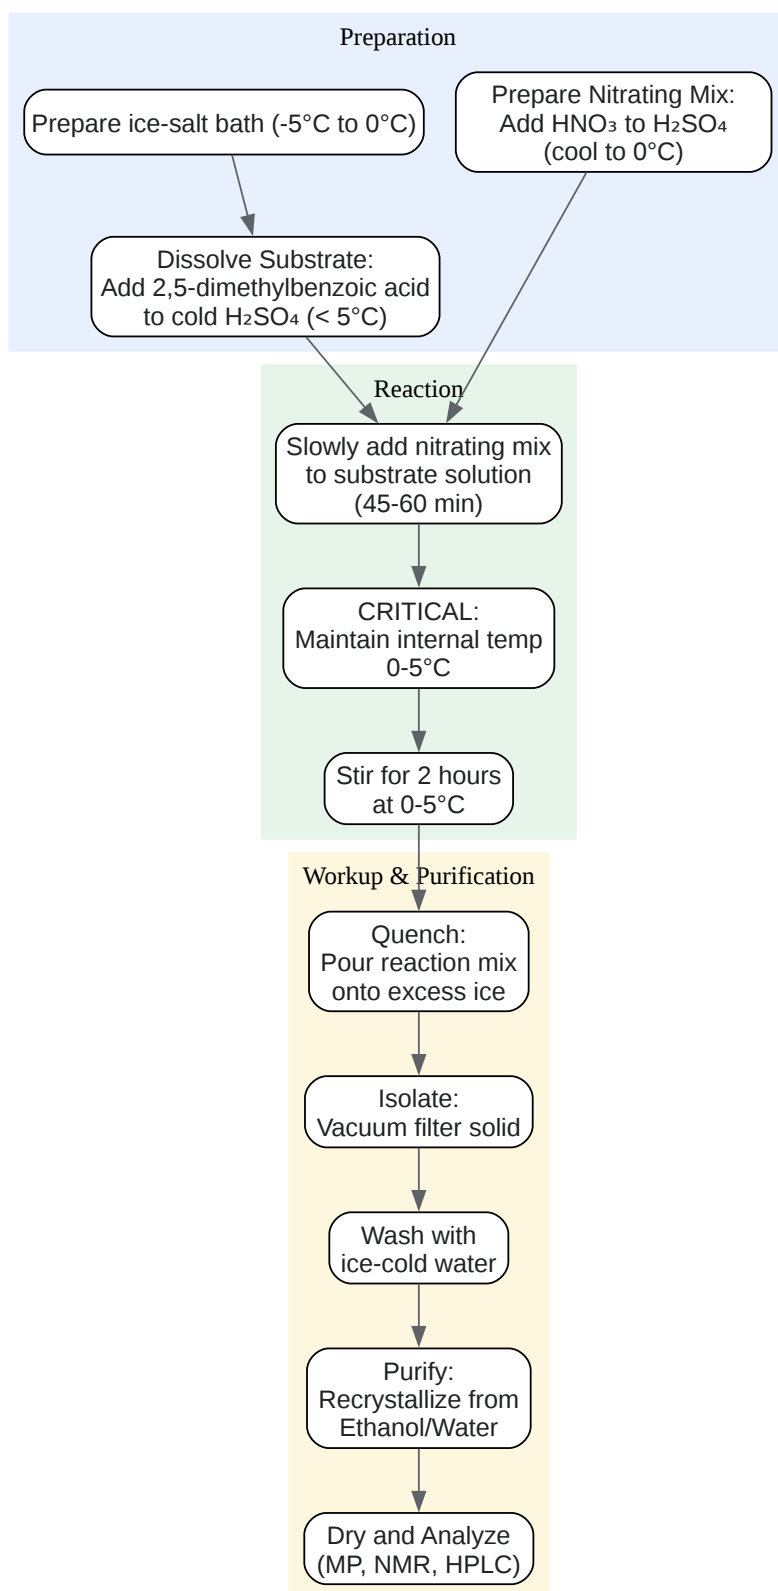 Preparation
Prepare ice-salt bath (-5°C to 0°C)
Prepare Nitrating Mix:
Add HNO₃ to H₂SO₄
(cool to 0°C)
Dissolve Substrate:
Add 2,5-dimethylbenzoic acid
to cold H₂SO₄ (< 5°C)
Reaction
Slowly add nitrating mix
to substrate solution
(45-60 min)
CRITICAL:
Maintain internal temp
0-5°C
Stir for 2 hours
at 0-5°C
Workup & Purification
Quench:
Pour reaction mix
onto excess ice
Isolate:
Vacuum filter solid
Wash with
ice-cold water
Purify:
Recrystallize from
Ethanol/Water
Dry and Analyze
(MP, NMR, HPLC)